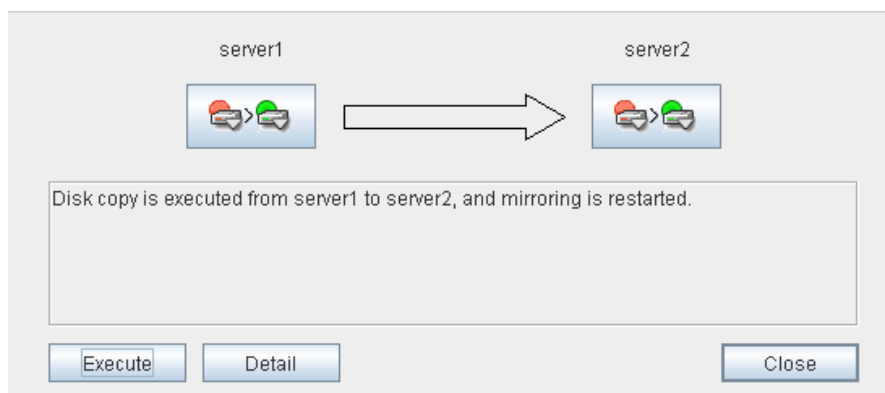 server1 server2
Disk copy is executed from server1 to server2, and mirroring is restarted.
Execute Detail Close